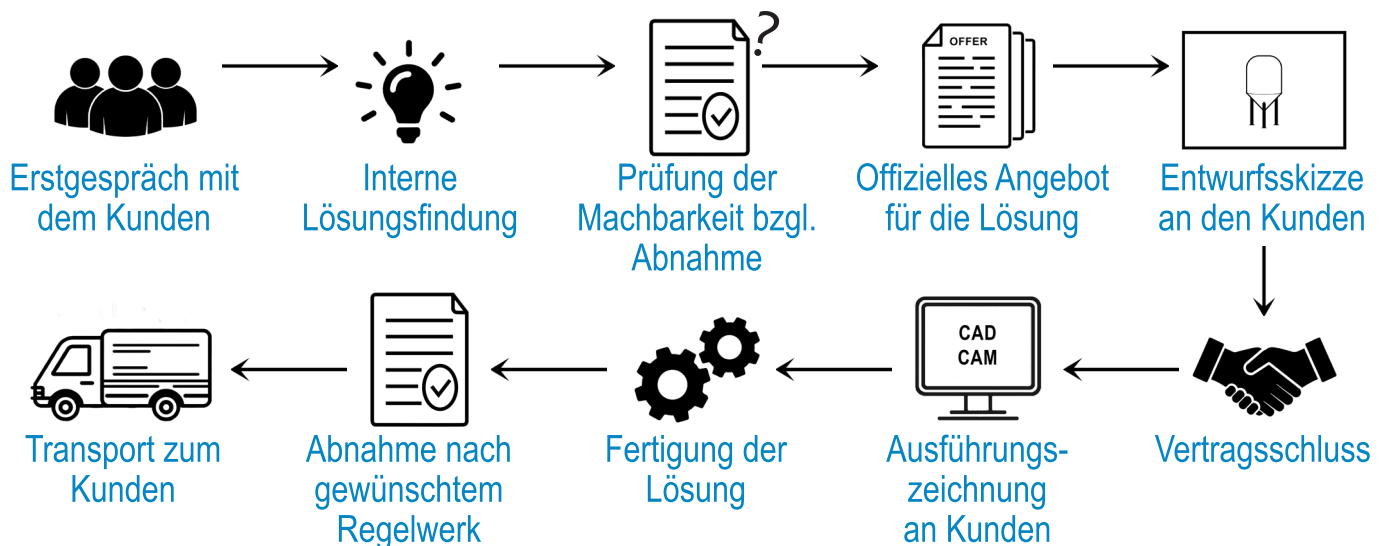 ?
OFFER
Erstgespräch mit
dem Kunden
Interne
Lösungsfindung
Prüfung der
Machbarkeit bzgl.
Abnahme
Offizielles Angebot
für die Lösung
Entwurfsskizze
an den Kunden
Vertragsschluss
CAD
CAM
Ausführungs-
zeichnung
an Kunden
Fertigung der
Lösung
Abnahme nach
gewünschtem
Regelwerk
Transport zum
Kunden